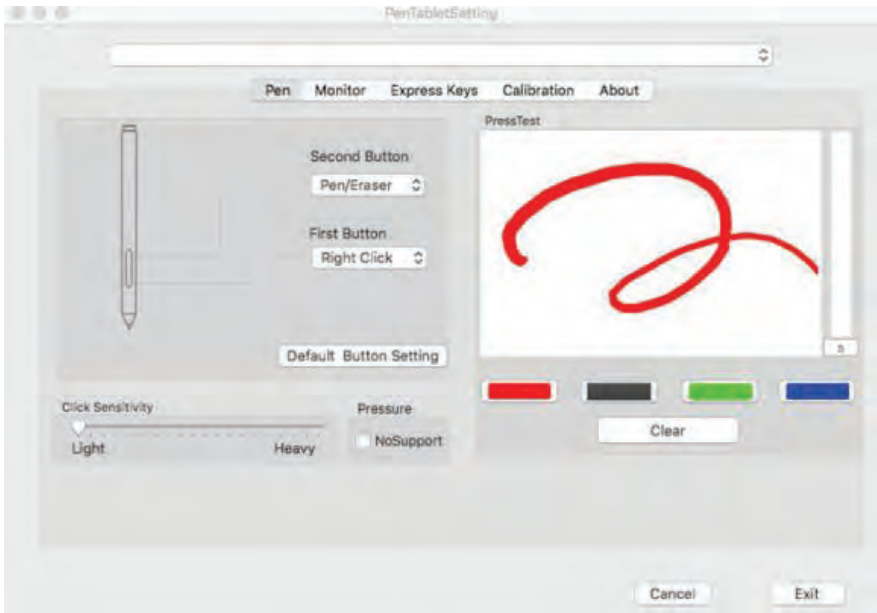 PenTabletSetting
Pen Monitor Express Keys Calibration About
Second Button
Pen/Eraser
First Button
Right Click
Default Button Setting
Click Sensitivity
Light Heavy
Pressure
NoSupport
PressTest
Clear
Cancel Exit